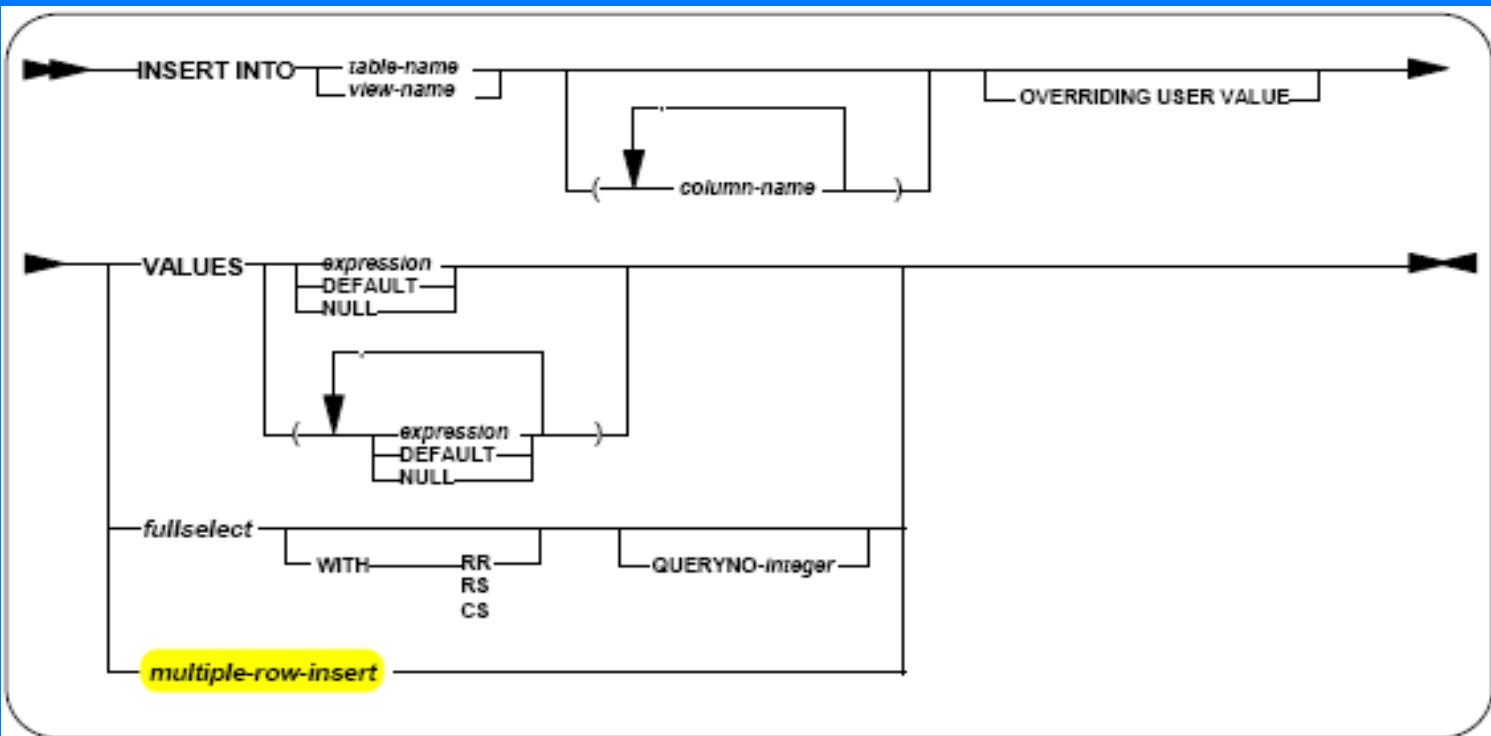 INSERT INTO table-name
view-name
OVERRIDING USER VALUE
,
( column-name )
VALUES expression
DEFAULT
NULL
,
( expression )
DEFAULT
NULL
fullselect
WITH RR QUERYNO-integer
RS
CS
multiple-row-insert